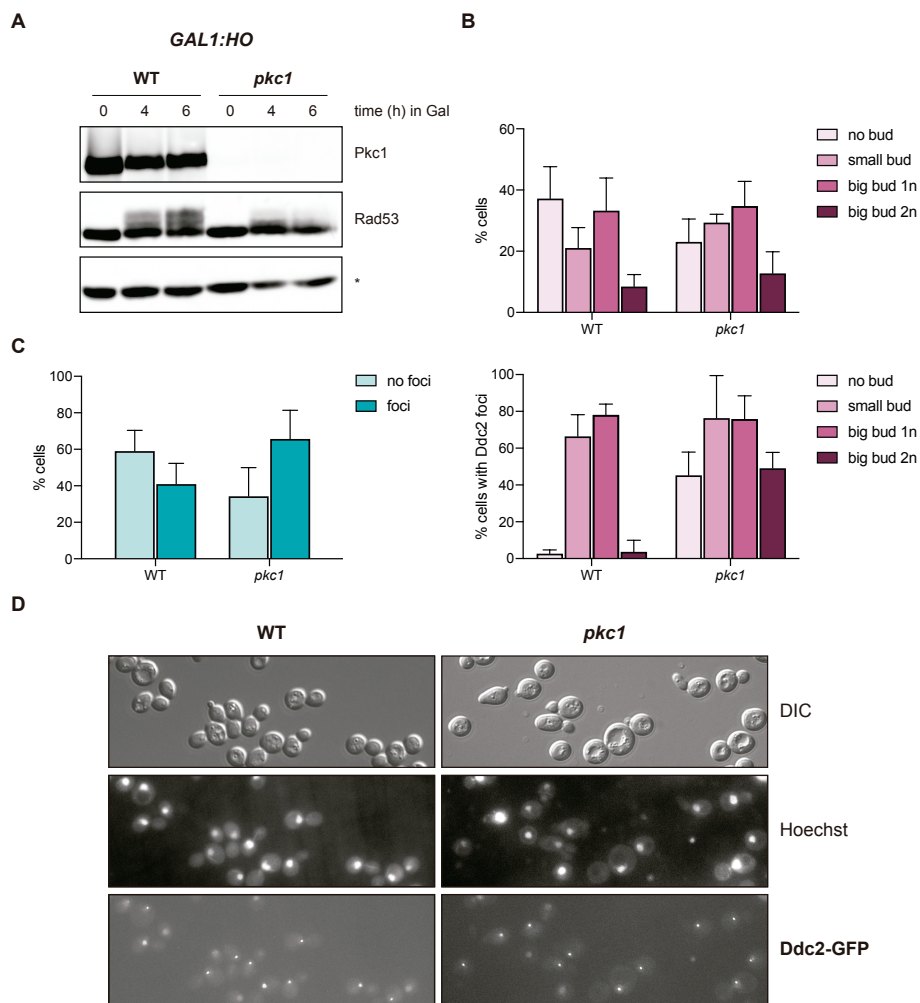 A
GAL1:HO
WT pkc1
0 4 6 0 4 6 time (h) in Gal
Pkc1
Rad53
*
B
% cells
60
40
20
0
WT pkc1
no bud
small bud
big bud 1n
big bud 2n
C
% cells
100
80
60
40
20
0
WT pkc1
no foci
foci
% cells with Ddc2 foci
100
80
60
40
20
0
WT pkc1
no bud
small bud
big bud 1n
big bud 2n
D
WT pkc1
DIC
Hoechst
Ddc2-GFP